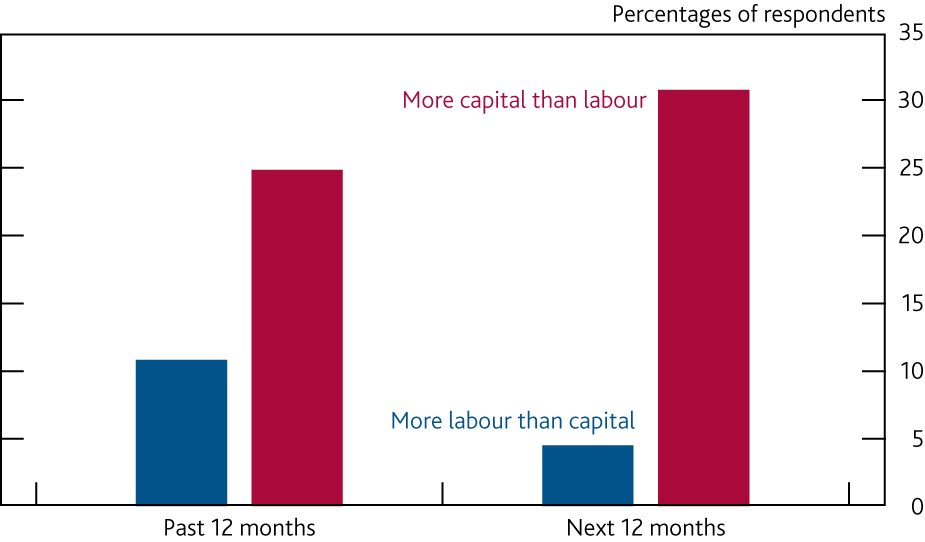 Percentages of respondents
35
More capital than labour
30
25
20
15
10
More labour than capital
5
0
Past 12 months
Next 12 months